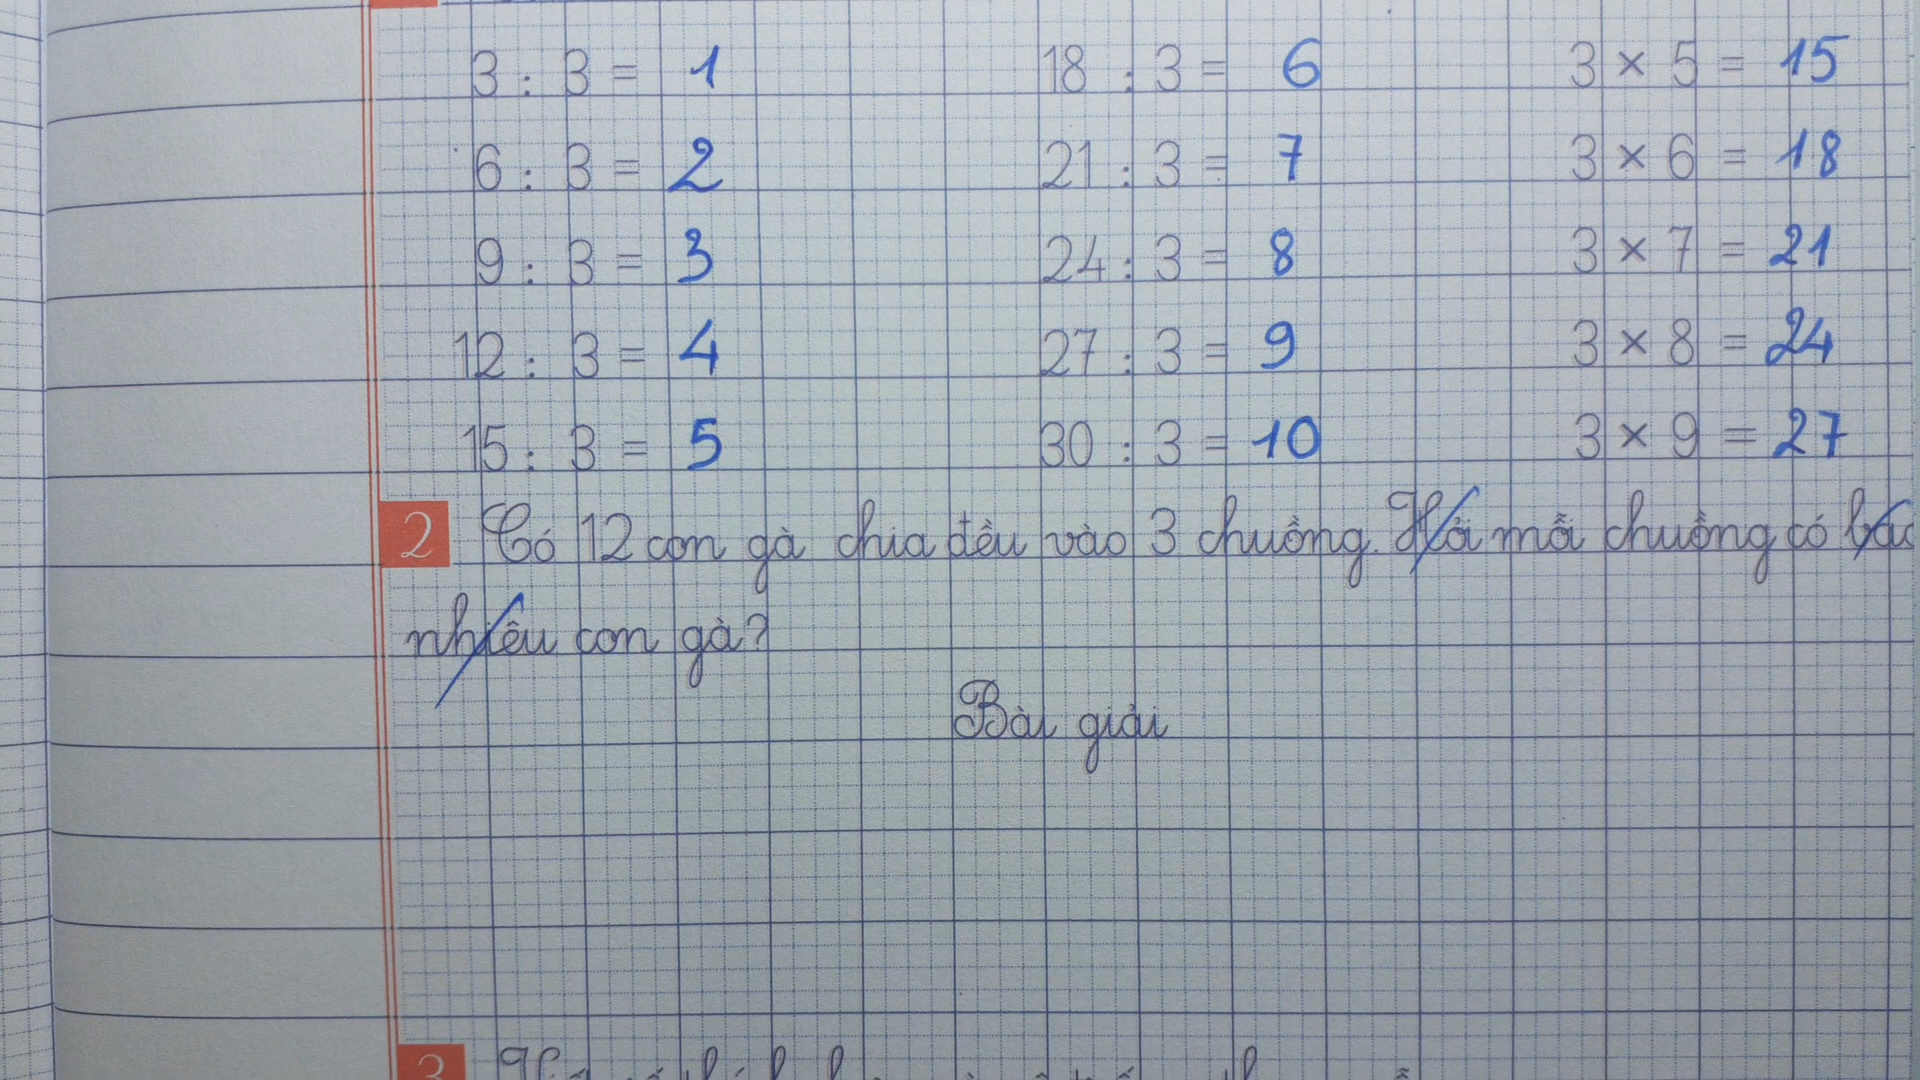 3 : 3 = 1 18 : 3 = 6 3 × 5 = 15
6 : 3 = 2 21 : 3 = 7 3 × 6 = 18
9 : 3 = 3 24 : 3 = 8 3 × 7 = 21
12 : 3 = 4 27 : 3 = 9 3 × 8 = 24
15 : 3 = 5 30 : 3 = 10 3 × 9 = 27
2 Có 12 con gà chia đều vào 3 chuồng. Hỏi mỗi chuồng có bao
nhiêu con gà?
Bài giải
3